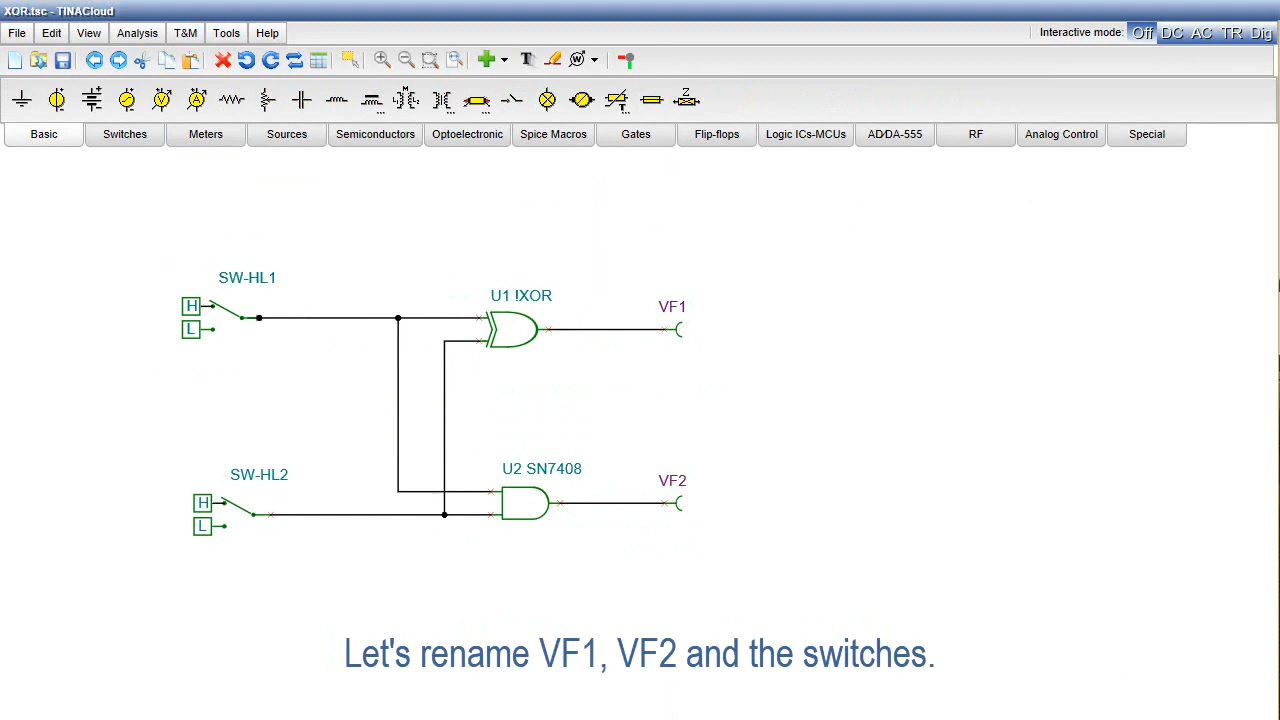 XOR.tsc - TINACloud
File Edit View Analysis T&M Tools Help Interactive mode: Off DC AC TR Dig
Basic Switches Meters Sources Semiconductors Optoelectronic Spice Macros Gates Flip-flops Logic ICs-MCUs AD/DA-555 RF Analog Control Special
SW-HL1
H
L
U1 !XOR
VF1
SW-HL2
H
L
U2 SN7408
VF2
Let's rename VF1, VF2 and the switches.